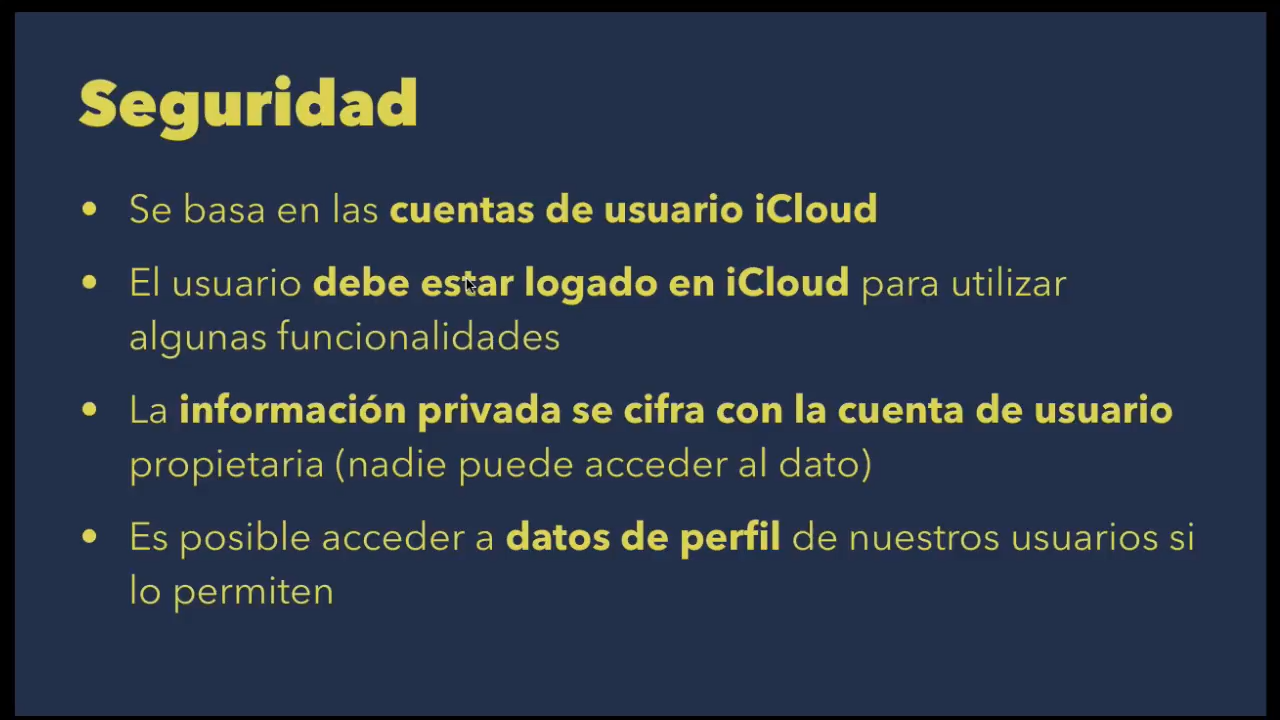 Seguridad
• Se basa en las cuentas de usuario iCloud
• El usuario debe estar logado en iCloud para utilizar
algunas funcionalidades
• La información privada se cifra con la cuenta de usuario
propietaria (nadie puede acceder al dato)
• Es posible acceder a datos de perfil de nuestros usuarios si
lo permiten